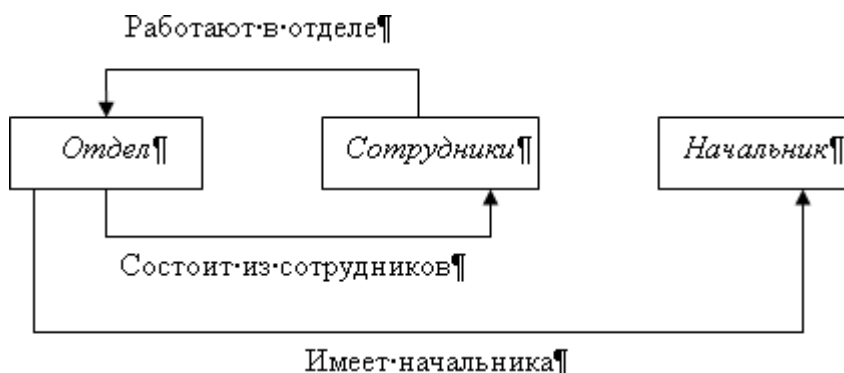 Работают·в·отделе¶
Отдел¶
Сотрудники¶
Начальник¶
Состоит·из·сотрудников¶
Имеет·начальника¶